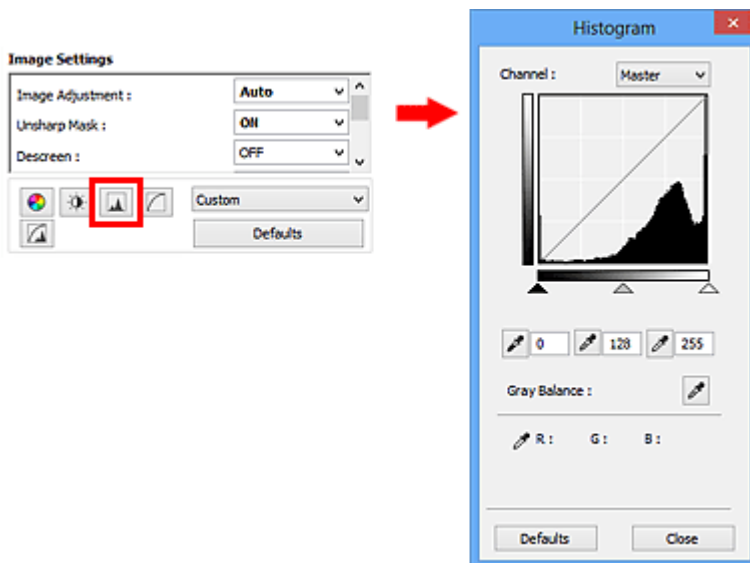 Image Settings
Image Adjustment : Auto
Unsharp Mask : ON
Descreen : OFF
Custom
Defaults
Histogram
Channel : Master
0 128 255
Gray Balance :
R : G : B :
Defaults Close